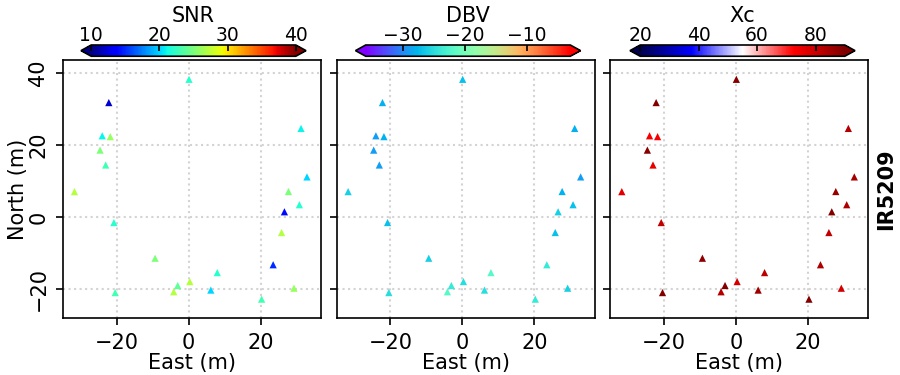 SNR DBV Xc
10 20 30 40 −30 −20 −10 20 40 60 80
40
20
0
−20
North (m)
IR5209
−20 0 20 −20 0 20 −20 0 20
East (m) East (m) East (m)